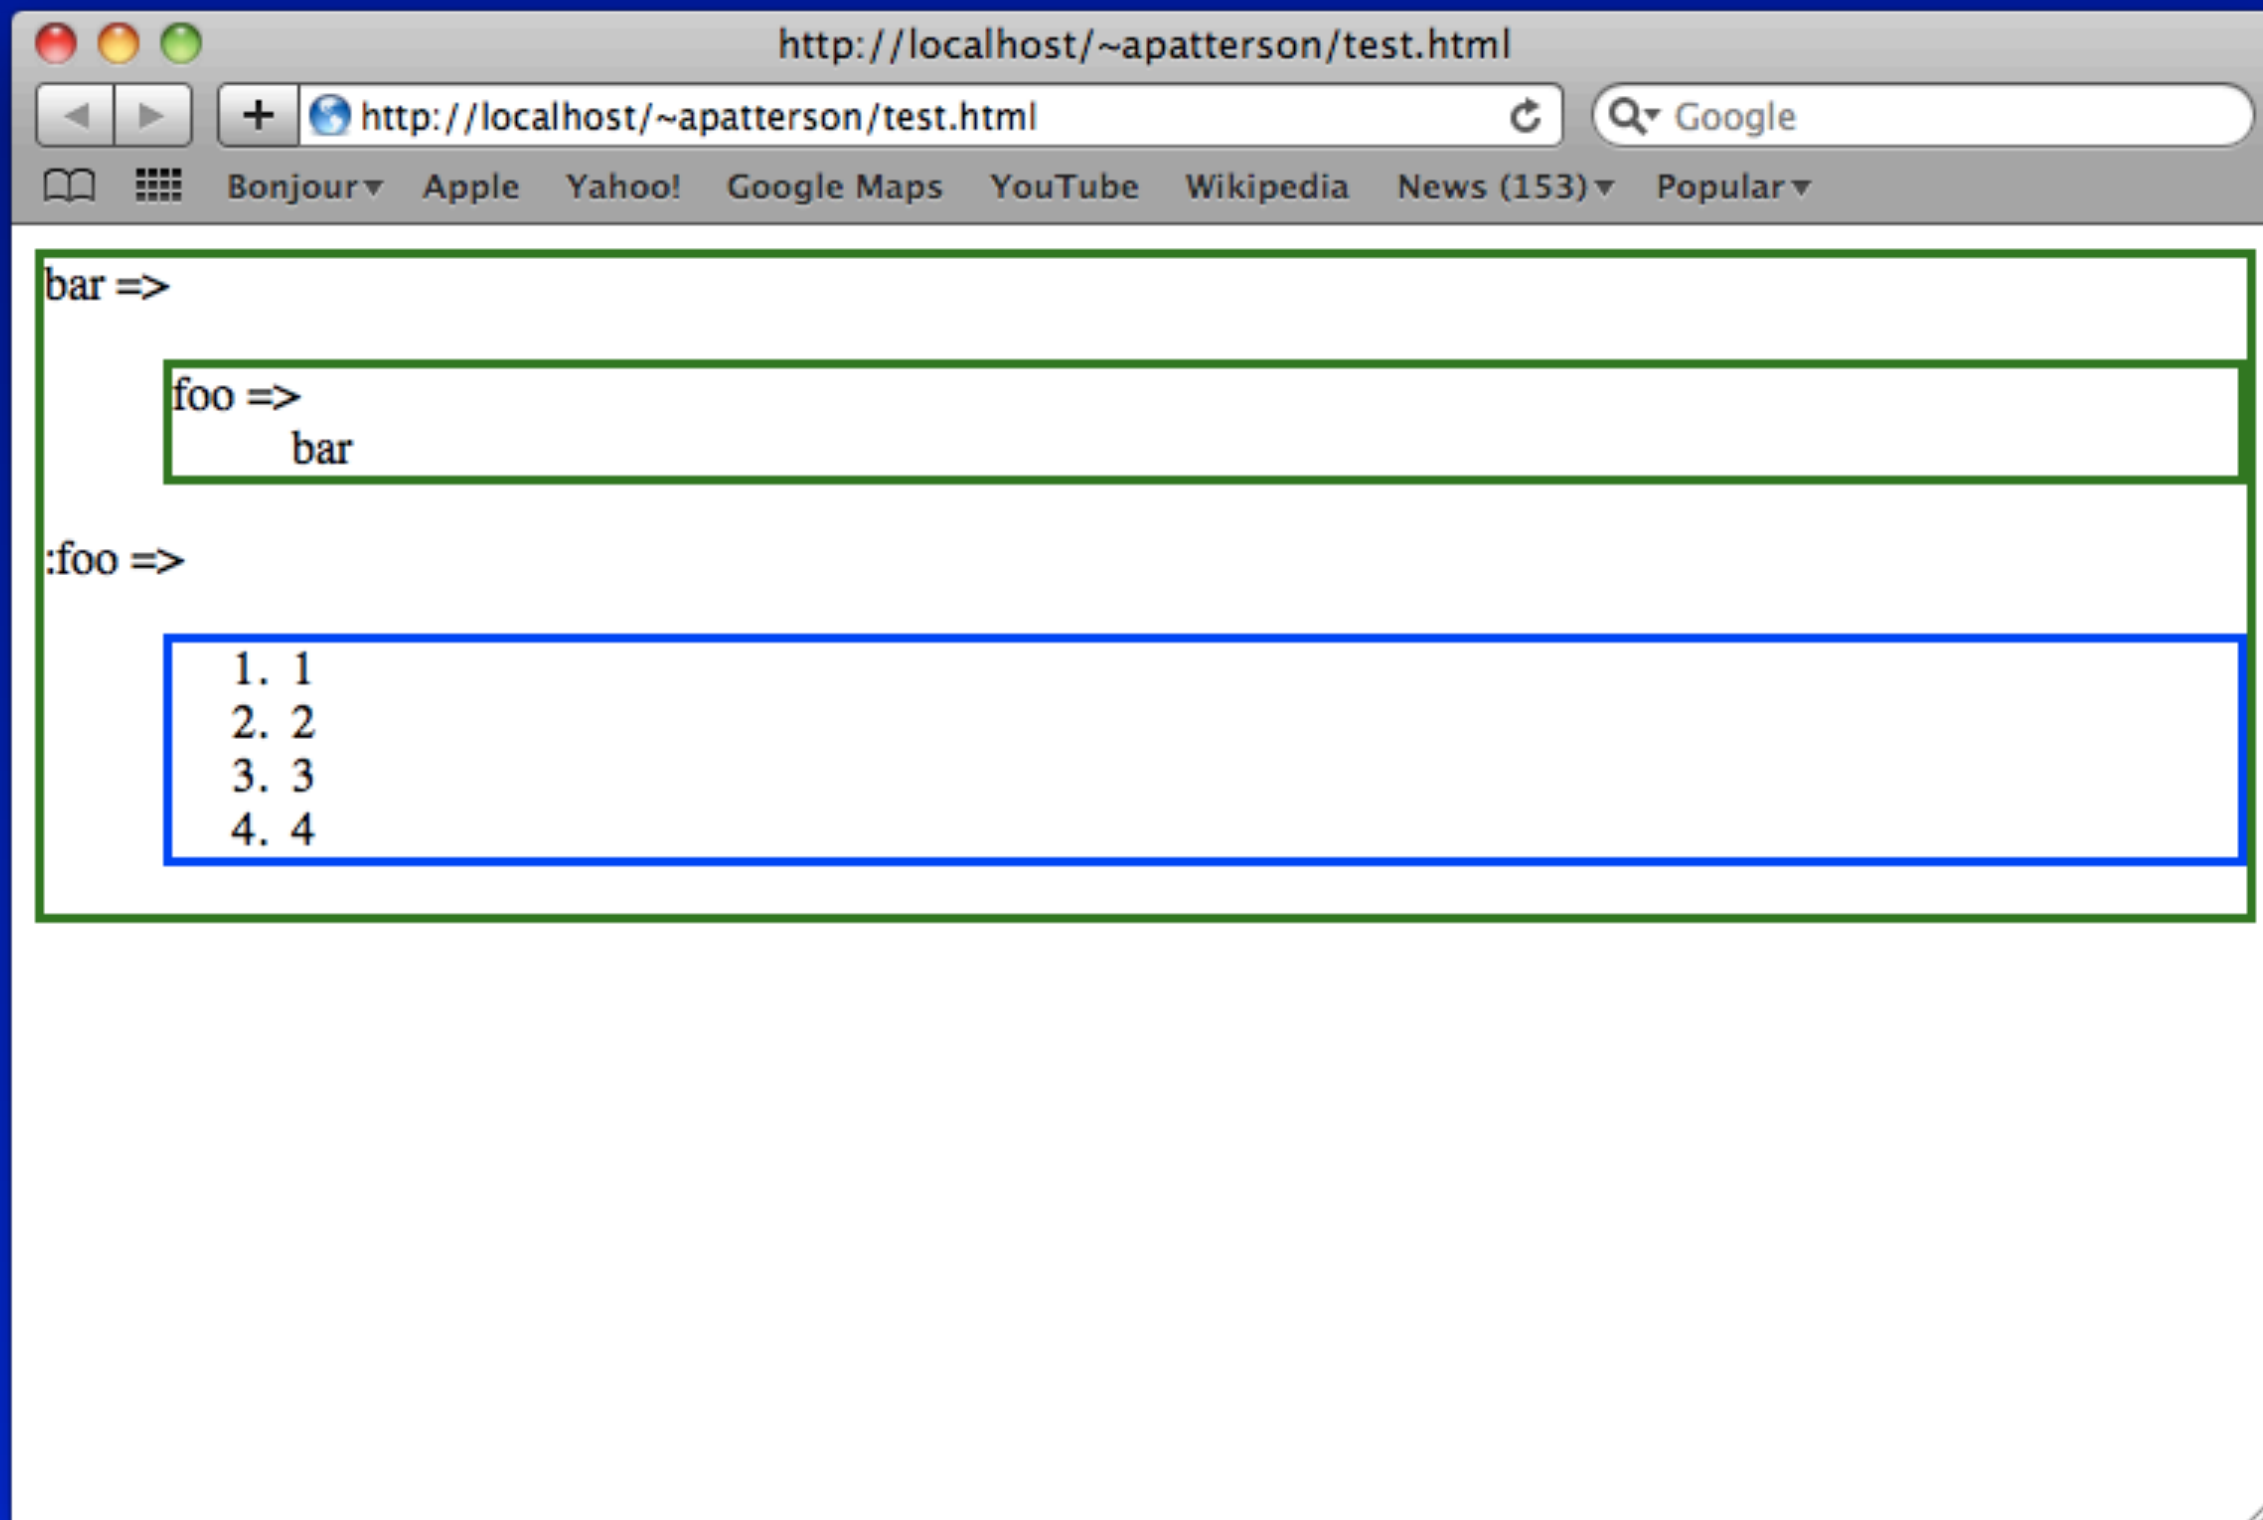 http://localhost/~apatterson/test.html
+ http://localhost/~apatterson/test.html Google
Bonjour▾ Apple Yahoo! Google Maps YouTube Wikipedia News (153)▾ Popular▾
bar =>
foo =>
bar
:foo =>
1. 1
2. 2
3. 3
4. 4